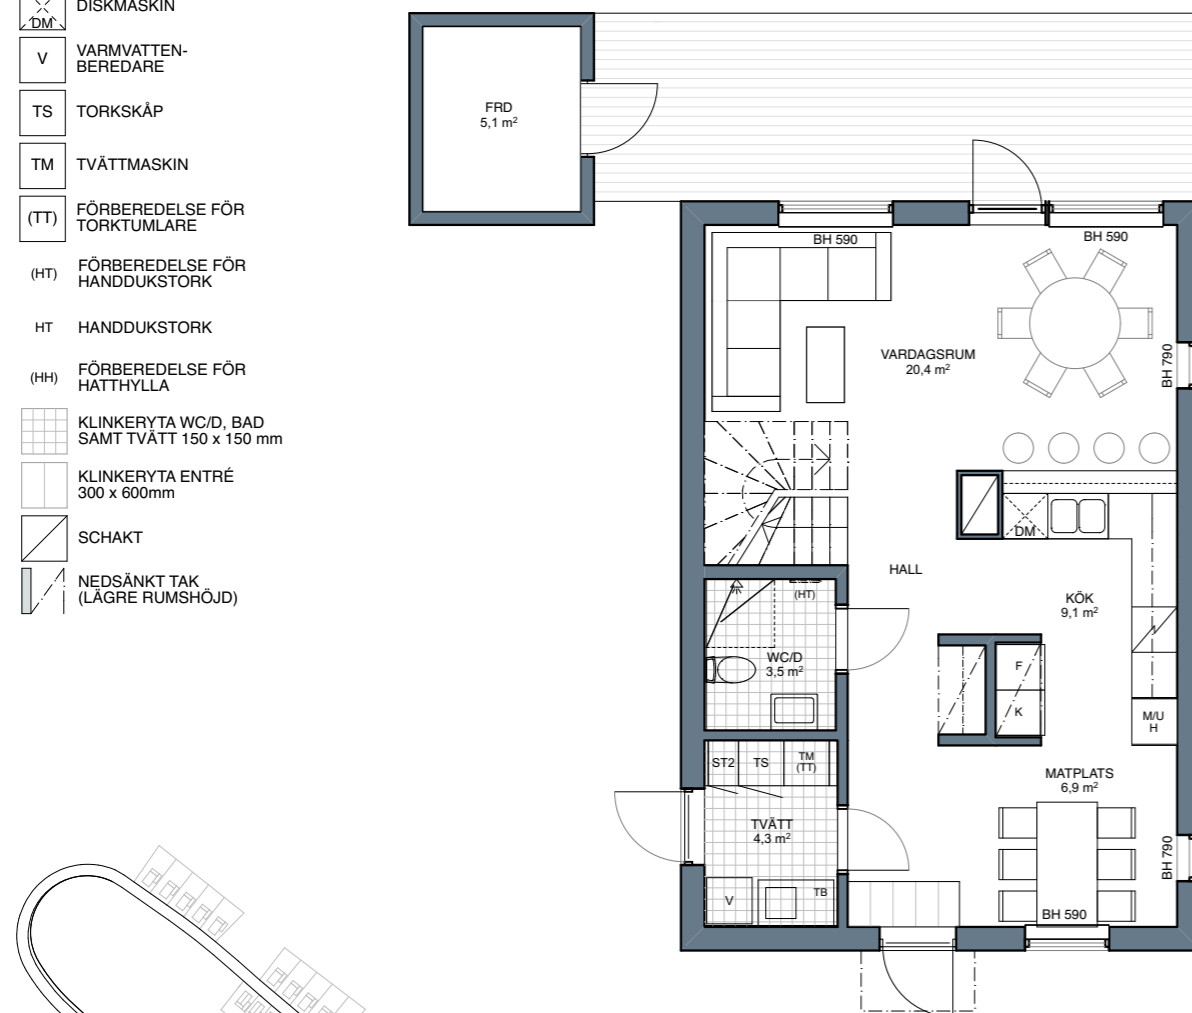 DISKMASKIN
DM
V
VARMVATTEN-
BEREDARE
TS
TORKSKÅP
TM
TVÄTTMASKIN
(TT)
FÖRBEREDELSE FÖR
TORKTUMLARE
(HT)
FÖRBEREDELSE FÖR
HANDDUKSTORK
HT
HANDDUKSTORK
(HH)
FÖRBEREDELSE FÖR
HATTHYLLA
KLINKERYTA WC/D, BAD
SAMT TVÄTT 150 x 150 mm
KLINKERYTA ENTRÉ
300 x 600mm
SCHAKT
NEDSÄNKT TAK
(LÄGRE RUMSHÖJD)
FRD
5,1 m²
BH 590
BH 590
VARDAGSRUM
20,4 m²
BH 790
DM
HALL
KÖK
9,1 m²
(HT)
WC/D
3,5 m²
F
K
M/U
H
ST2
TS
TM
(TT)
MATPLATS
6,9 m²
TVÄTT
4,3 m²
BH 790
V
TB
BH 590